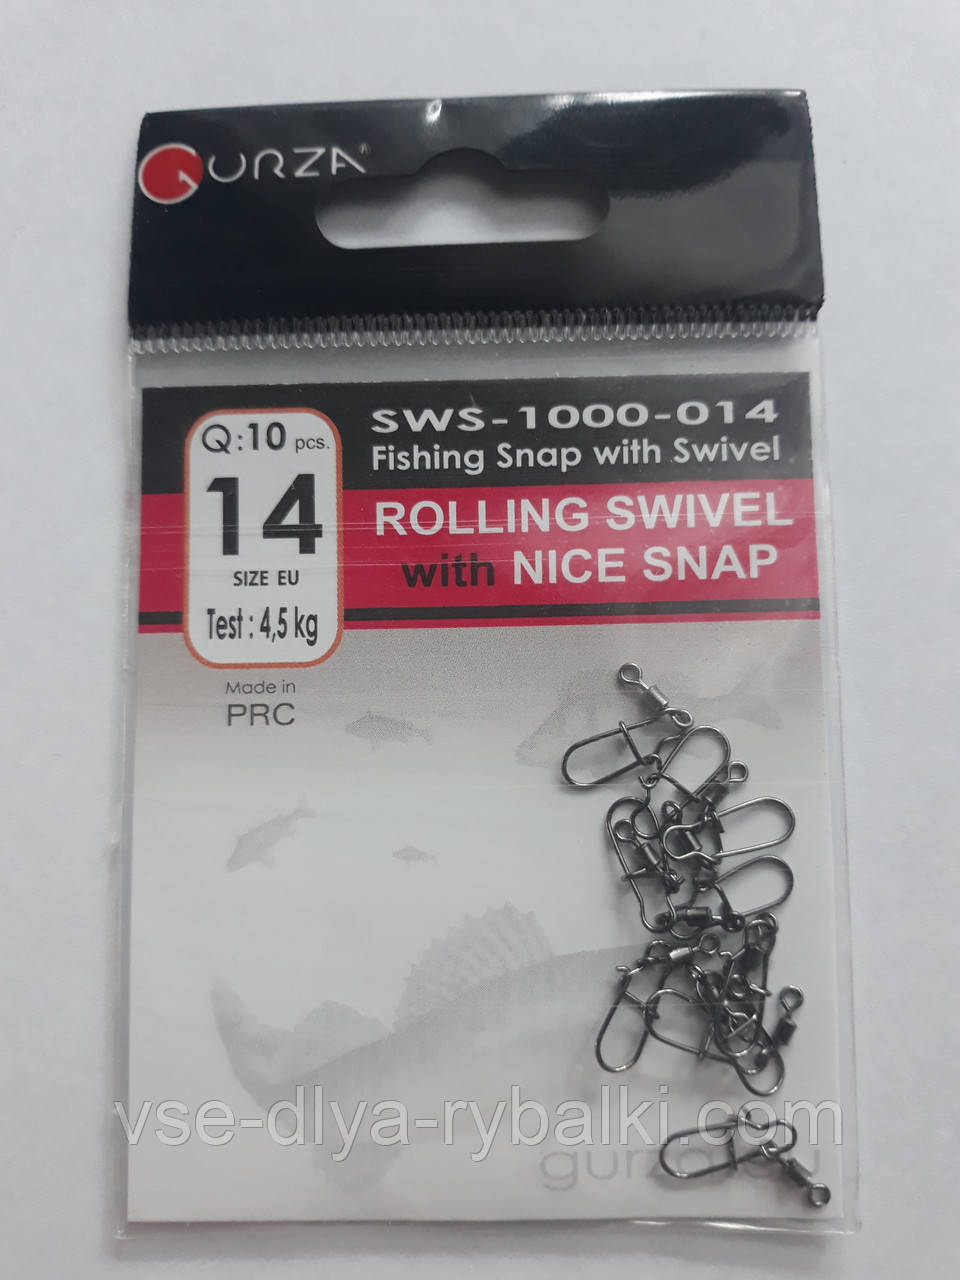 GURZA®
SWS-1000-014
Fishing Snap with Swivel
ROLLING SWIVEL
with NICE SNAP
Q:10 pcs.
14
SIZE EU
Test : 4,5 kg
Made in
PRC
vse-dlya-rybalki.com